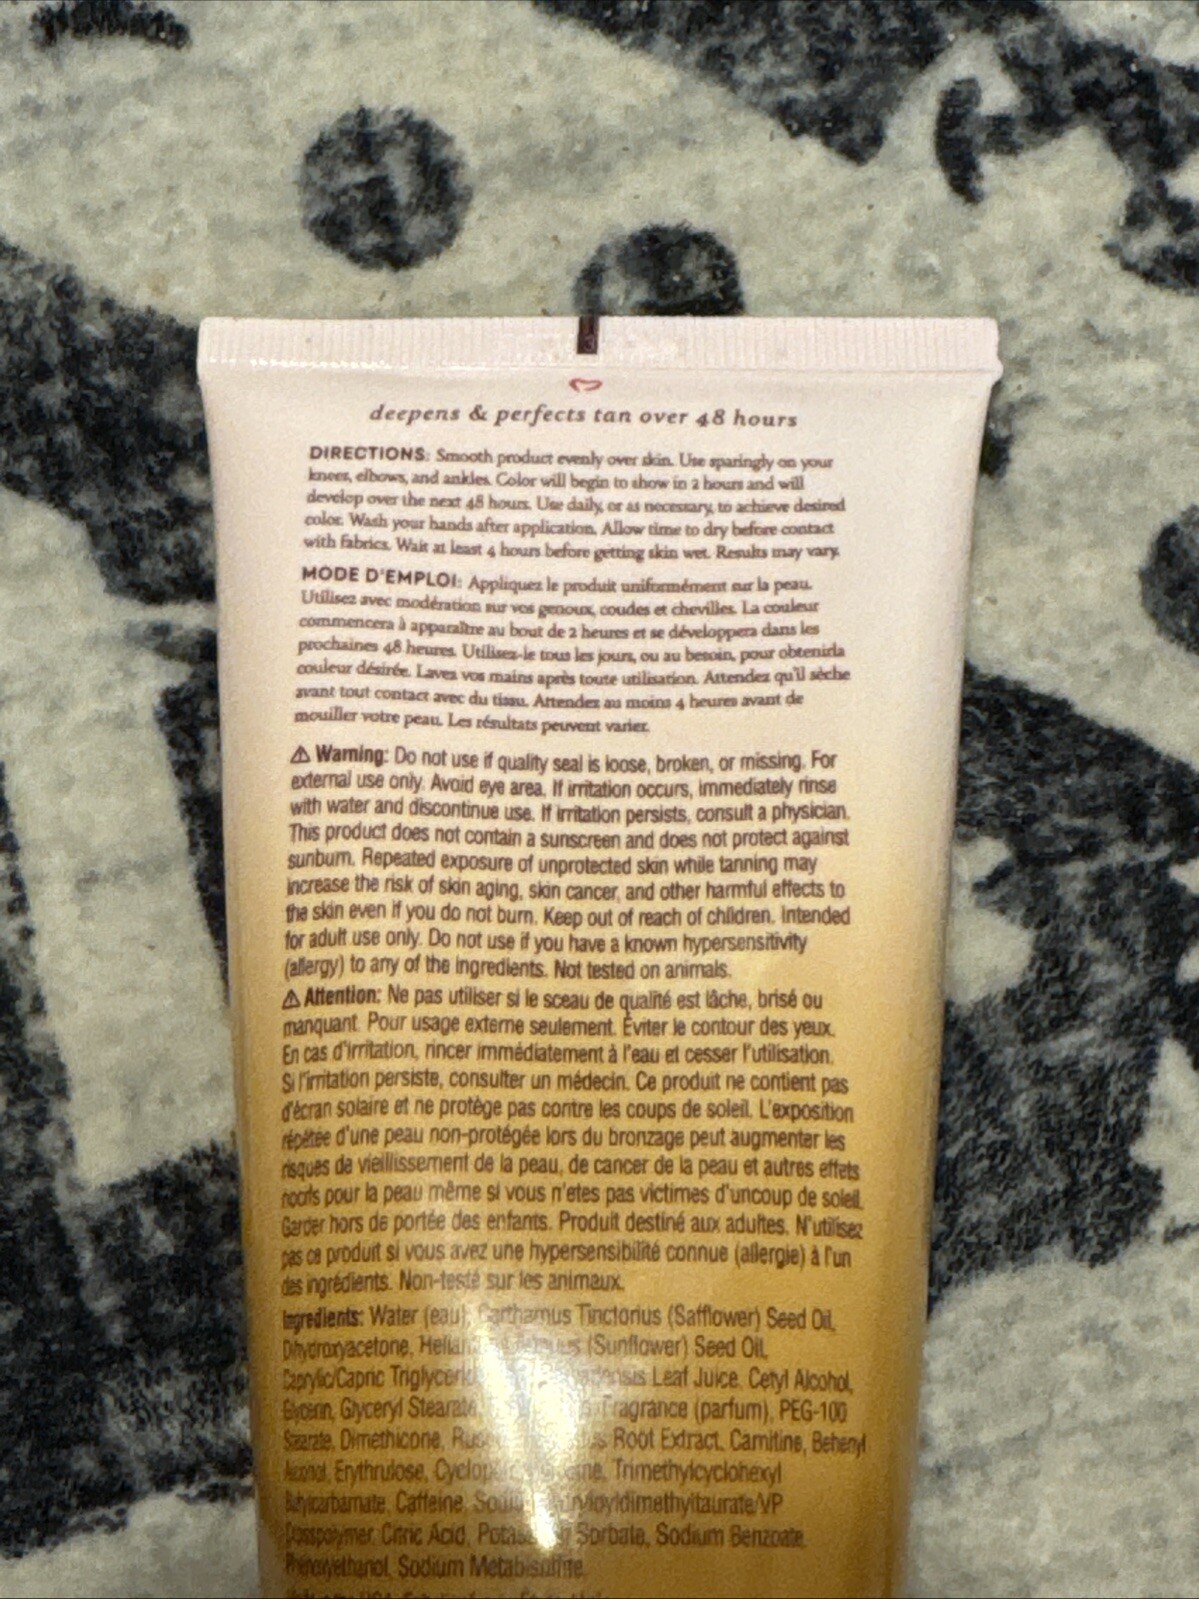 deepens & perfects tan over 48 hours
DIRECTIONS: Smooth product evenly over skin. Use sparingly on your
knees, elbows, and ankles. Color will begin to show in 2 hours and will
develop over the next 48 hours. Use daily, or as necessary, to achieve desired
color. Wash your hands after application. Allow time to dry before contact
with fabrics. Wait at least 4 hours before getting skin wet. Results may vary.
MODE D'EMPLOI: Appliquez le produit uniformément sur la peau.
Utilisez avec modération sur vos genoux, coudes et chevilles. La couleur
commencera à apparaître au bout de 2 heures et se développera dans les
prochaines 48 heures. Utilisez-le tous les jours, ou au besoin, pour obtenirla
couleur désirée. Lavez vos mains après toute utilisation. Attendez qu'il sèche
avant tout contact avec du tissu. Attendez au moins 4 heures avant de
mouiller votre peau. Les résultats peuvent varier.
⚠ Warning: Do not use if quality seal is loose, broken, or missing. For
external use only. Avoid eye area. If irritation occurs, immediately rinse
with water and discontinue use. If irritation persists, consult a physician.
This product does not contain a sunscreen and does not protect against
sunburn. Repeated exposure of unprotected skin while tanning may
increase the risk of skin aging, skin cancer, and other harmful effects to
the skin even if you do not burn. Keep out of reach of children. Intended
for adult use only. Do not use if you have a known hypersensitivity
(allergy) to any of the ingredients. Not tested on animals.
⚠ Attention: Ne pas utiliser si le sceau de qualité est lâche, brisé ou
manquant. Pour usage externe seulement. Éviter le contour des yeux.
En cas d'irritation, rincer immédiatement à l'eau et cesser l'utilisation.
Si l'irritation persiste, consulter un médecin. Ce produit ne contient pas
d'écran solaire et ne protège pas contre les coups de soleil. L'exposition
répétée d'une peau non-protégée lors du bronzage peut augmenter les
risques de vieillissement de la peau, de cancer de la peau et autres effets
nocifs pour la peau même si vous n'etes pas victimes d'uncoup de soleil.
Garder hors de portée des enfants. Produit destiné aux adultes. N'utilisez
pas ce produit si vous avez une hypersensibilité connue (allergie) à l'un
des ingrédients. Non-testé sur les animaux.
Ingredients: Water (eau), Carthamus Tinctorius (Safflower) Seed Oil,
Dihydroxyacetone, (Sunflower) Seed Oil,
Caprylic/Capric Leaf Juice, Cetyl Alcohol,
Glycerin, Glyceryl Stearate, Fragrance (parfum), PEG-100
Stearate, Dimethicone, Root Extract, Carnitine, Behenyl
Alcohol, Erythrulose, Trimethylcyclohexyl
Butylcarbamate, Caffeine,
Crosspolymer, Citric Acid, Potassium Sorbate, Sodium Benzoate,
Phenoxyethanol, Sodium Metabisulfite.